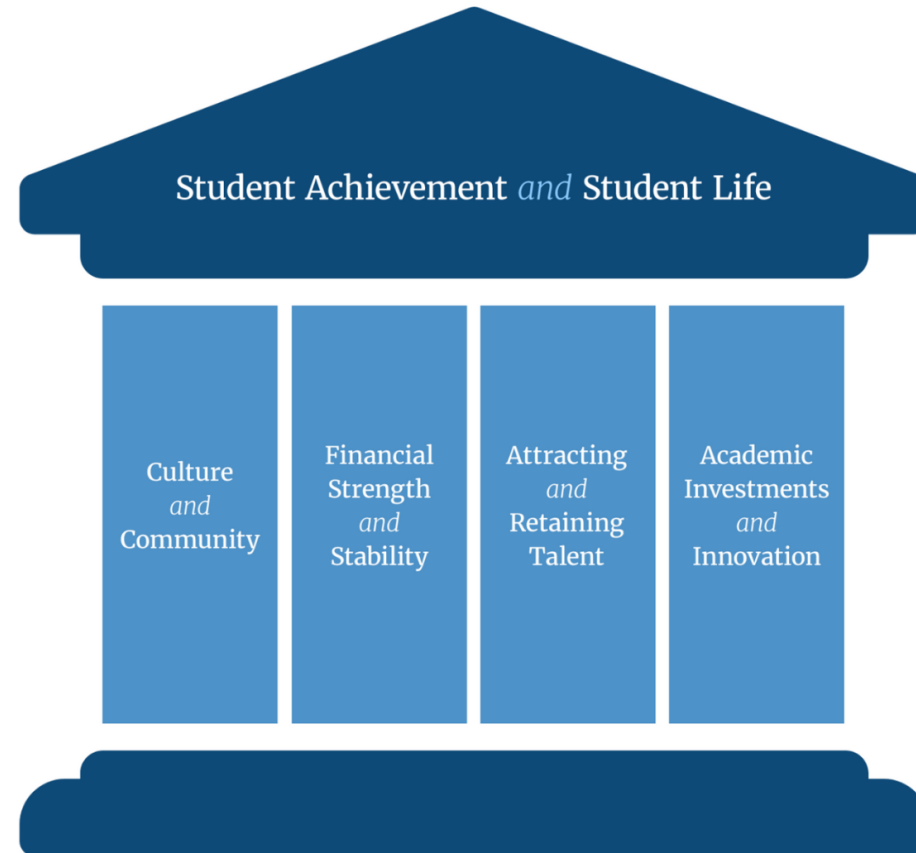 Student Achievement and Student Life
Culture
and
Community
Financial
Strength
and
Stability
Attracting
and
Retaining
Talent
Academic
Investments
and
Innovation